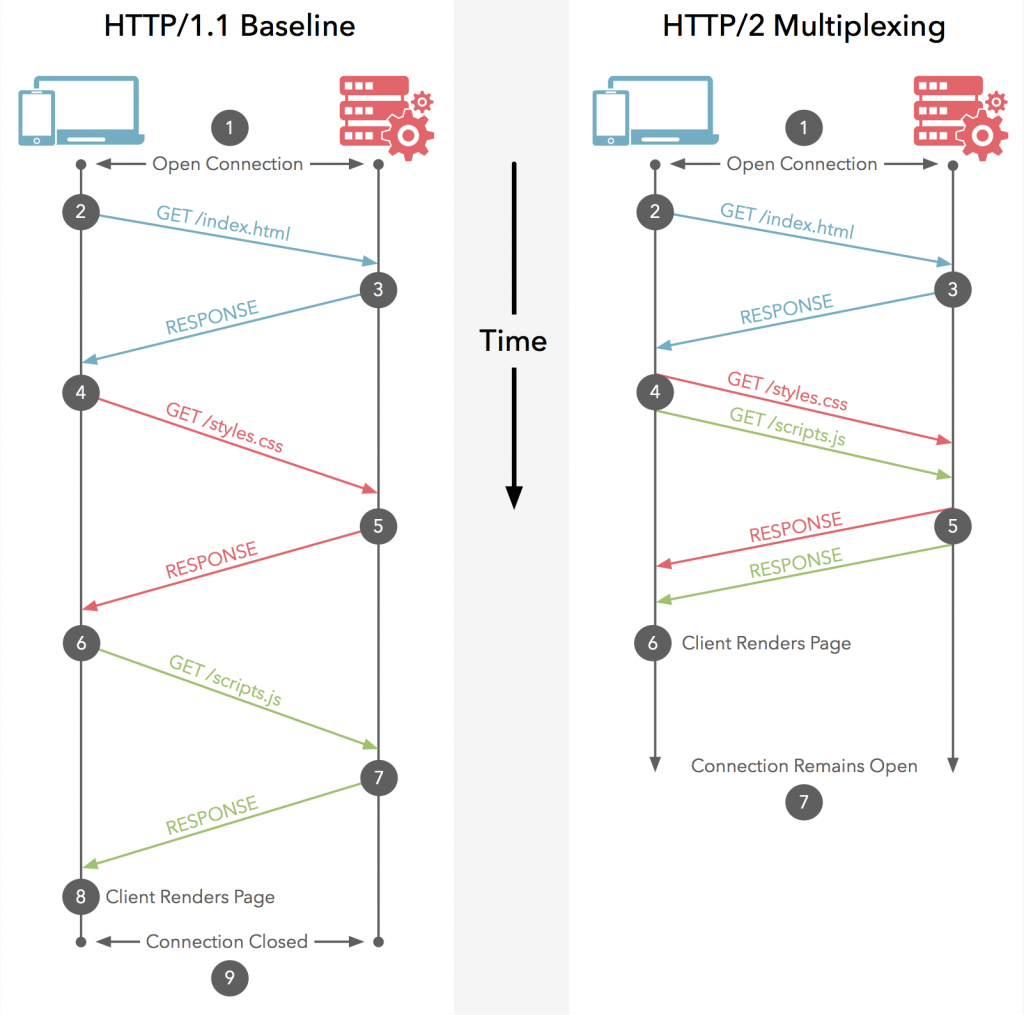 HTTP/1.1 Baseline
1
Open Connection
2
GET /index.html
3
RESPONSE
4
GET /styles.css
5
RESPONSE
6
GET /scripts.js
7
RESPONSE
8 Client Renders Page
Connection Closed
9
Time
HTTP/2 Multiplexing
1
Open Connection
2
GET /index.html
3
RESPONSE
4
GET /styles.css
GET /scripts.js
5
RESPONSE
RESPONSE
6 Client Renders Page
Connection Remains Open
7